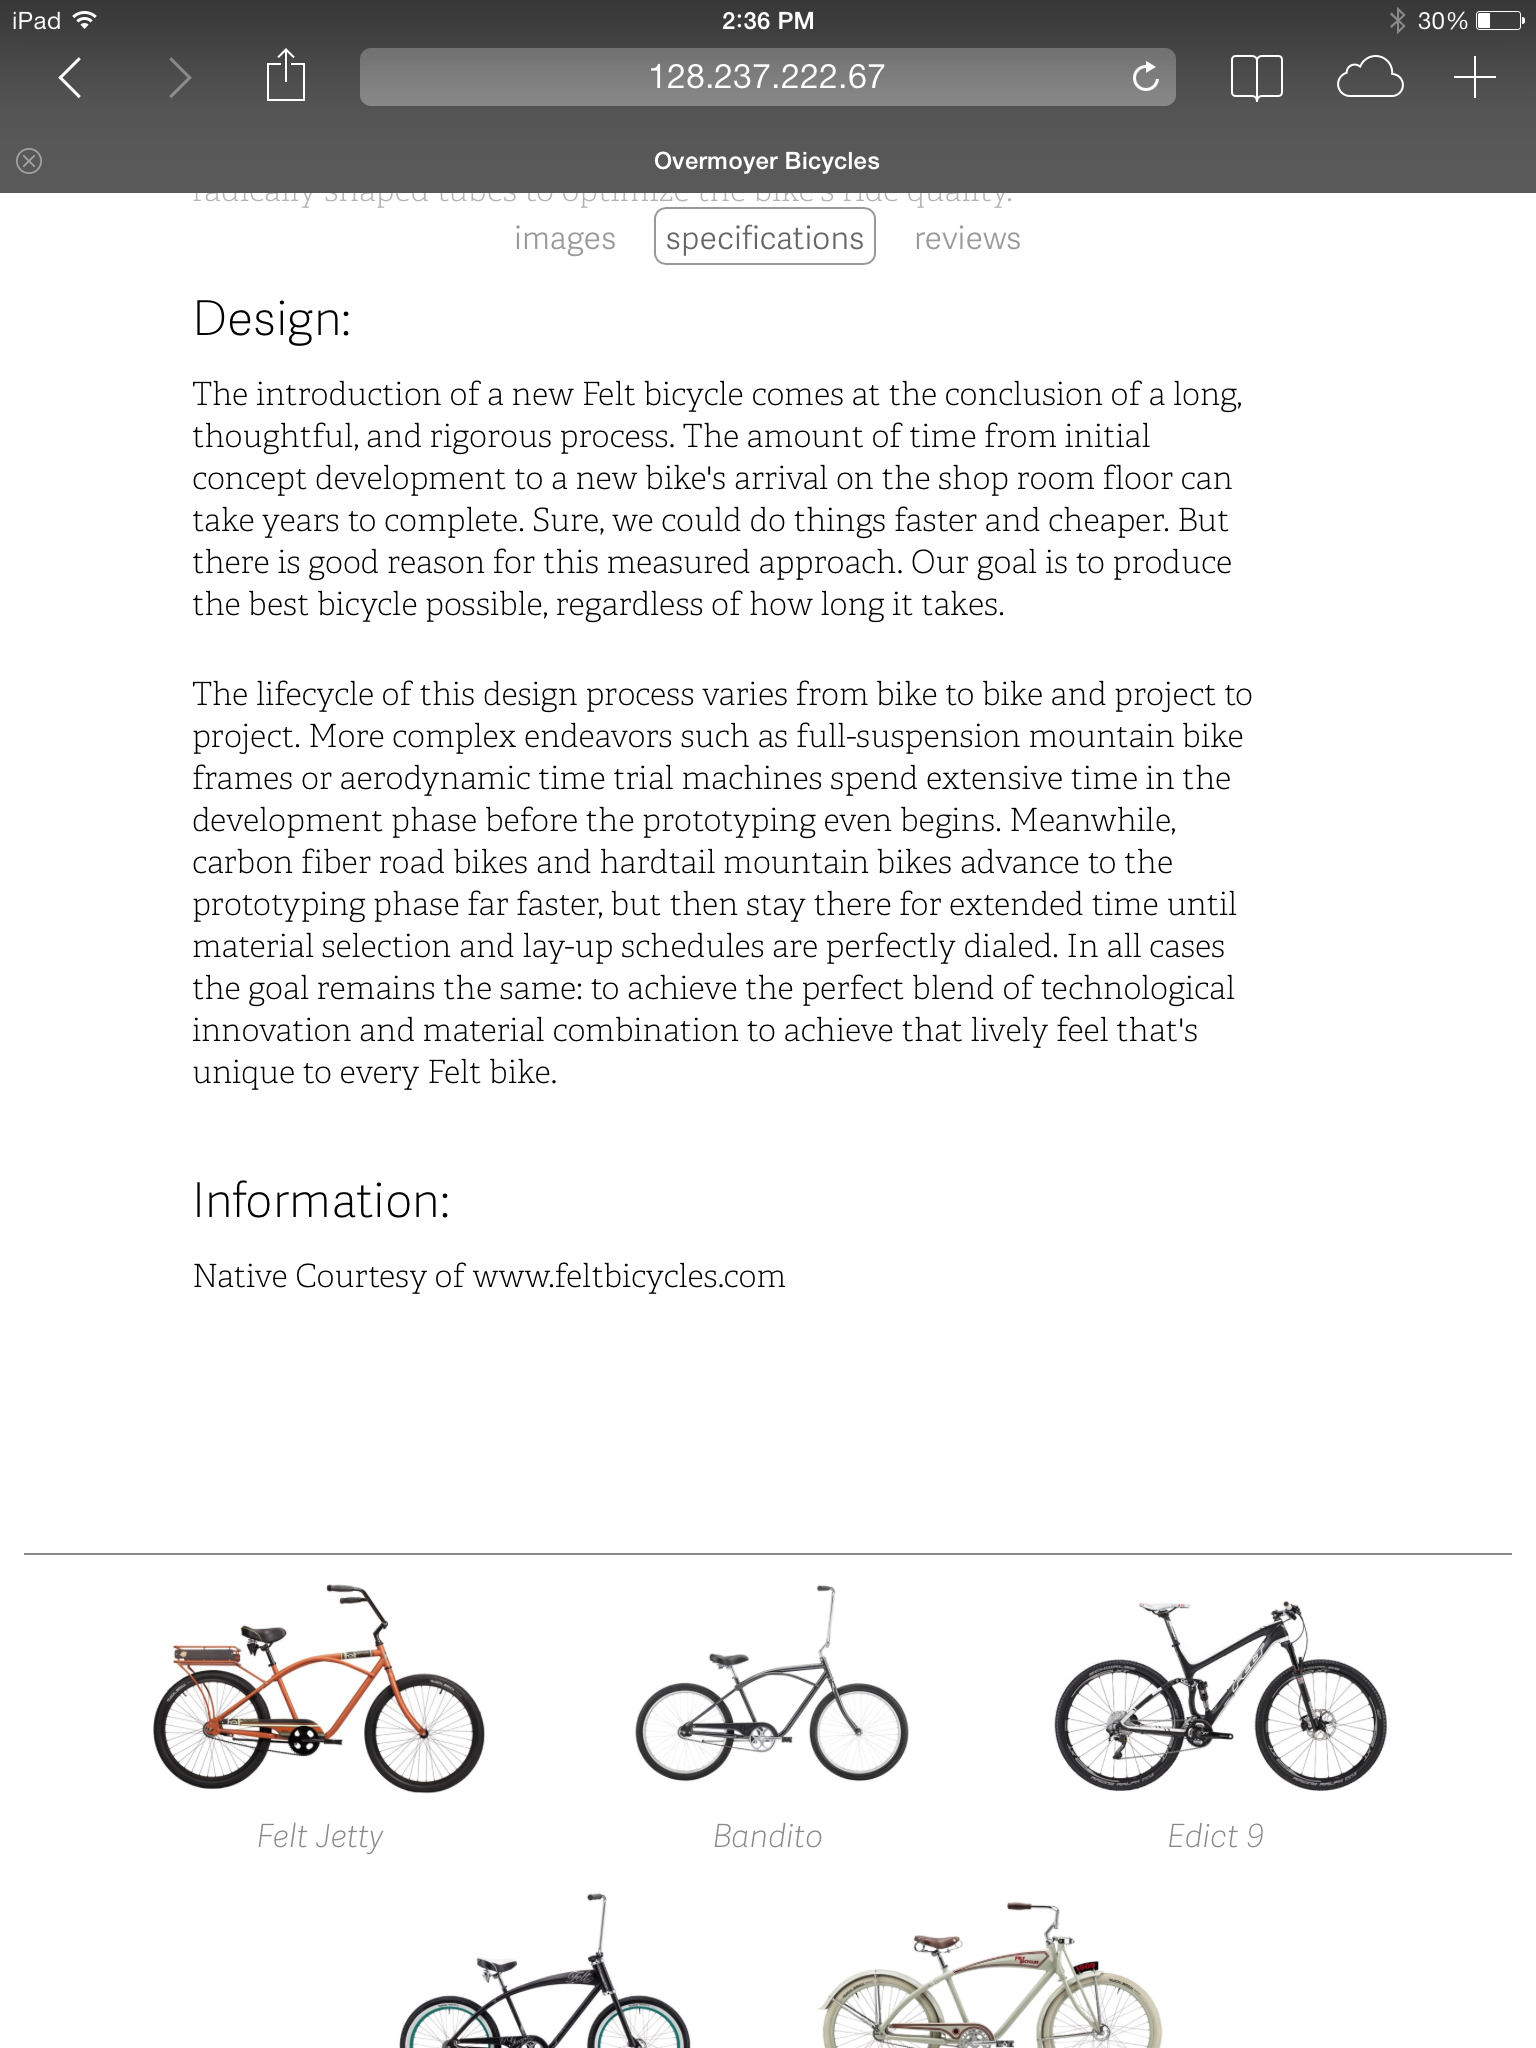 iPad
2:36 PM
30%
128.237.222.67
Overmoyer Bicycles
radically shaped tubes to optimize the bike's ride quality.
images specifications reviews
Design:
The introduction of a new Felt bicycle comes at the conclusion of a long,
thoughtful, and rigorous process. The amount of time from initial
concept development to a new bike's arrival on the shop room floor can
take years to complete. Sure, we could do things faster and cheaper. But
there is good reason for this measured approach. Our goal is to produce
the best bicycle possible, regardless of how long it takes.
The lifecycle of this design process varies from bike to bike and project to
project. More complex endeavors such as full-suspension mountain bike
frames or aerodynamic time trial machines spend extensive time in the
development phase before the prototyping even begins. Meanwhile,
carbon fiber road bikes and hardtail mountain bikes advance to the
prototyping phase far faster, but then stay there for extended time until
material selection and lay-up schedules are perfectly dialed. In all cases
the goal remains the same: to achieve the perfect blend of technological
innovation and material combination to achieve that lively feel that's
unique to every Felt bike.
Information:
Native Courtesy of www.feltbicycles.com
Felt Jetty
Bandito
Edict 9